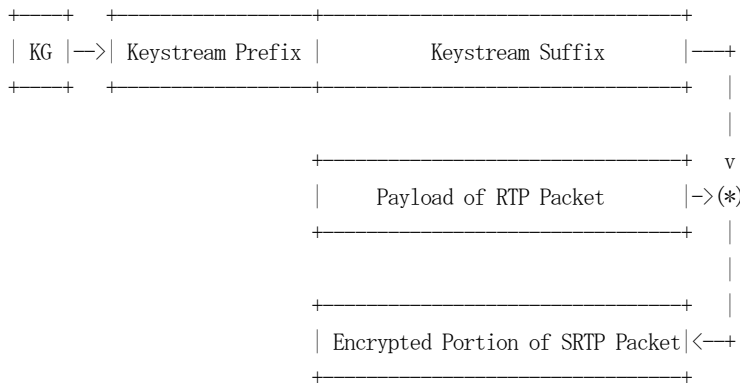 +----+   +------------------+---------------------------------+
| KG |-->| Keystream Prefix |          Keystream Suffix       |---+
+----+   +------------------+---------------------------------+   |
                                                                  |
                            +---------------------------------+   v
                            |     Payload of RTP Packet       |->(*)
                            +---------------------------------+   |
                                                                  |
                            +---------------------------------+   |
                            | Encrypted Portion of SRTP Packet|<--+
                            +---------------------------------+